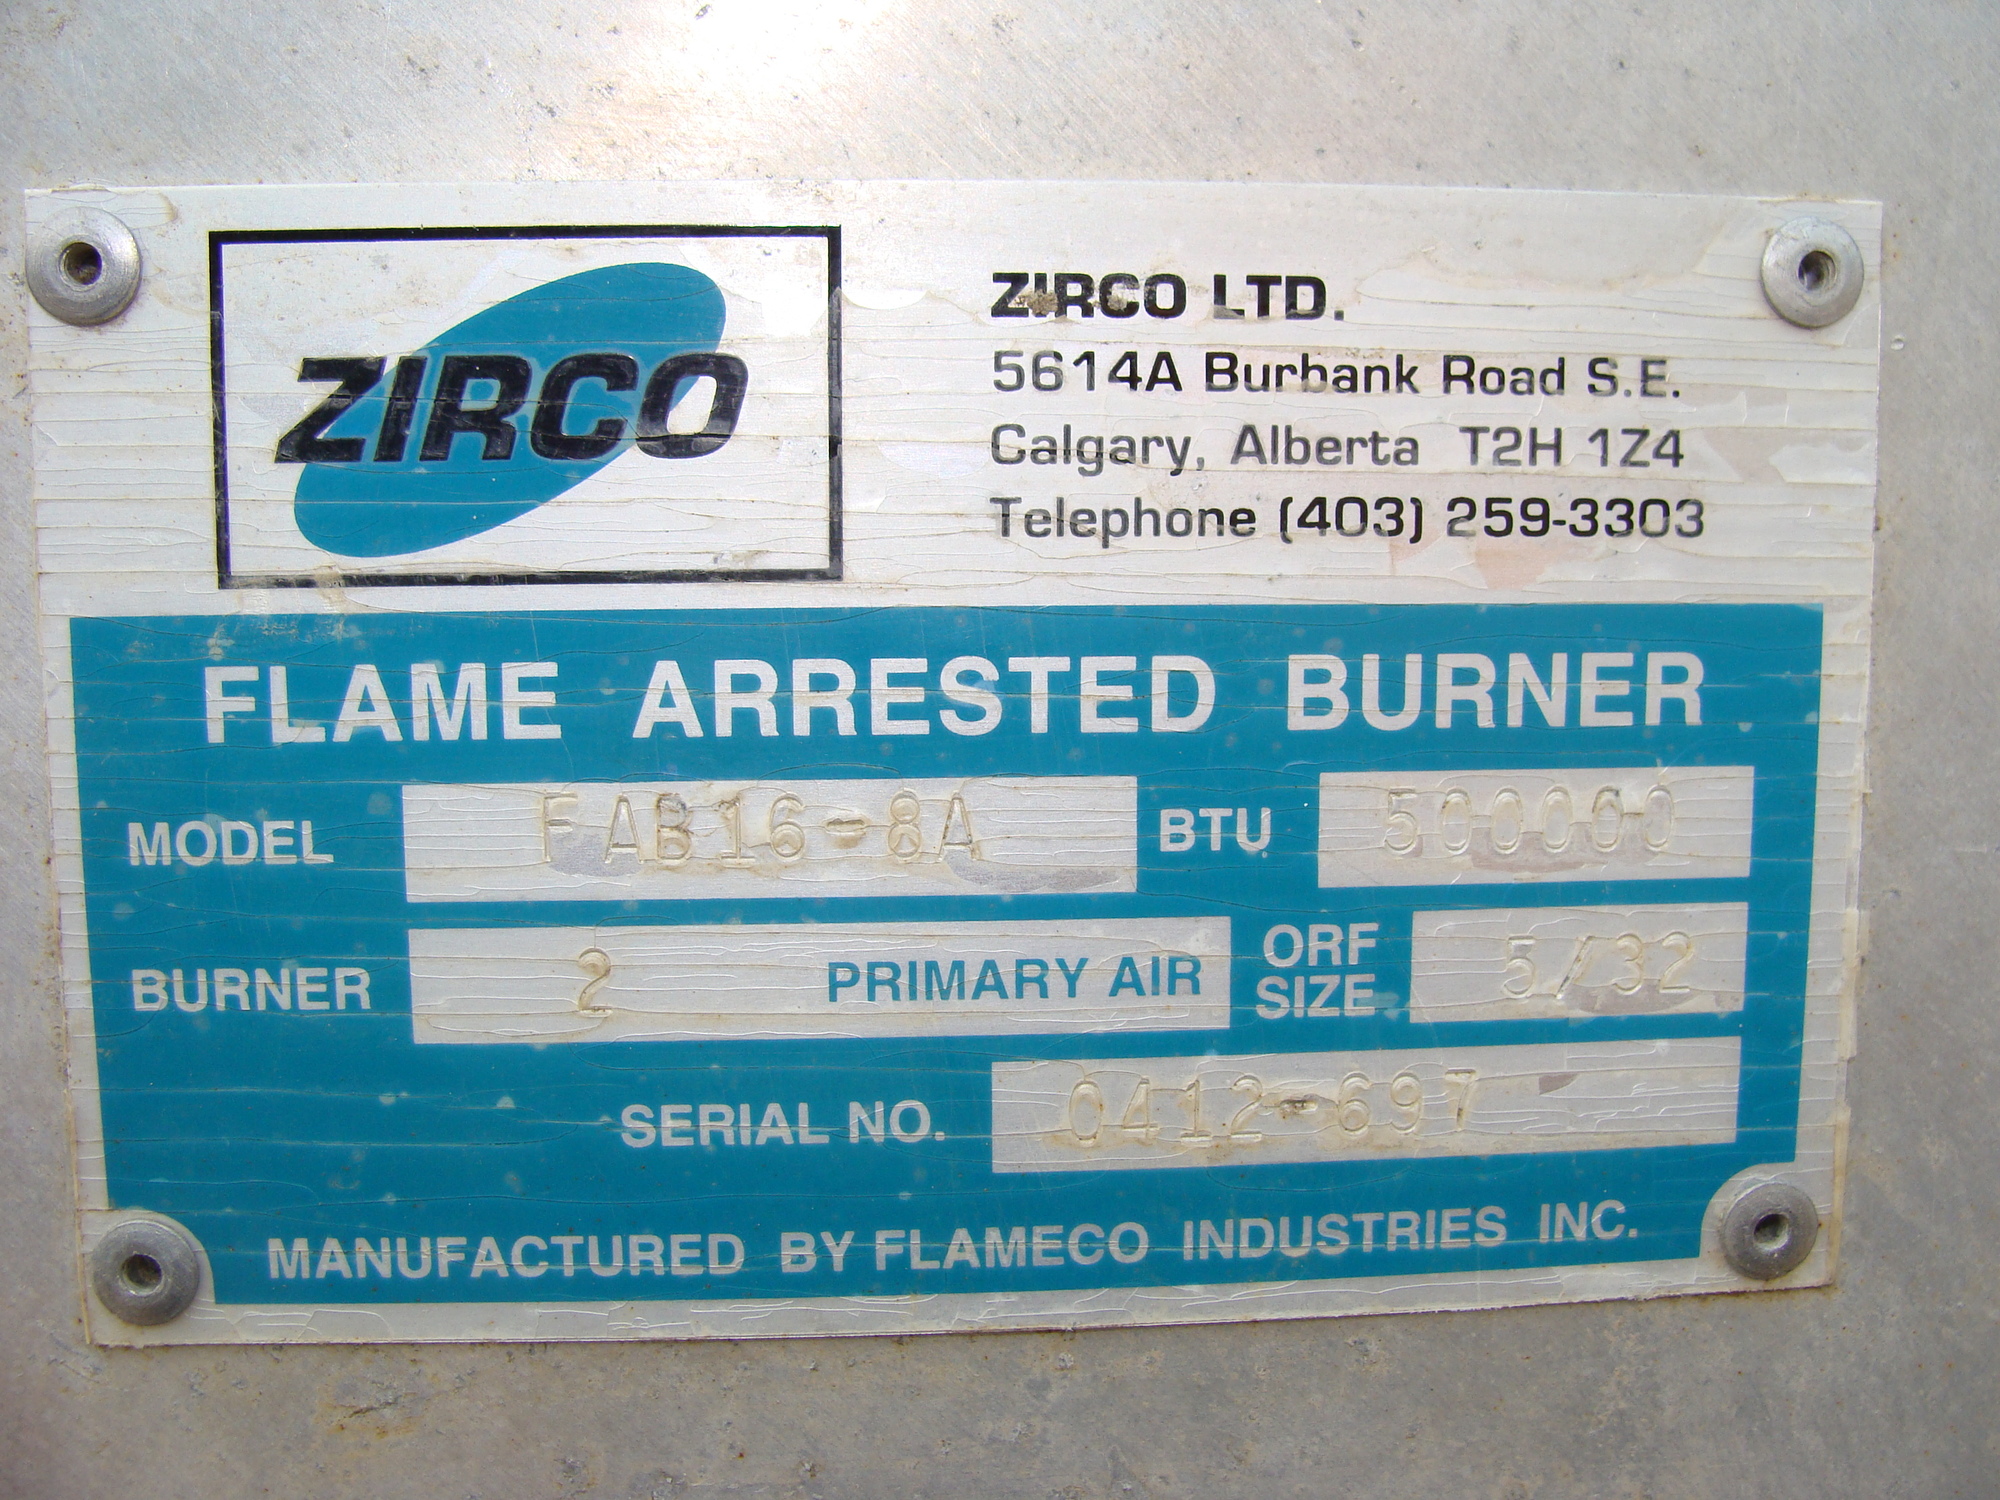 ZIRCO
ZIRCO LTD.
5614A Burbank Road S.E.
Calgary, Alberta T2H 1Z4
Telephone (403) 259-3303
FLAME ARRESTED BURNER
MODEL FAB16-8A BTU 500000
BURNER 2 PRIMARY AIR ORF SIZE 5/32
SERIAL NO. 0412-697
MANUFACTURED BY FLAMECO INDUSTRIES INC.